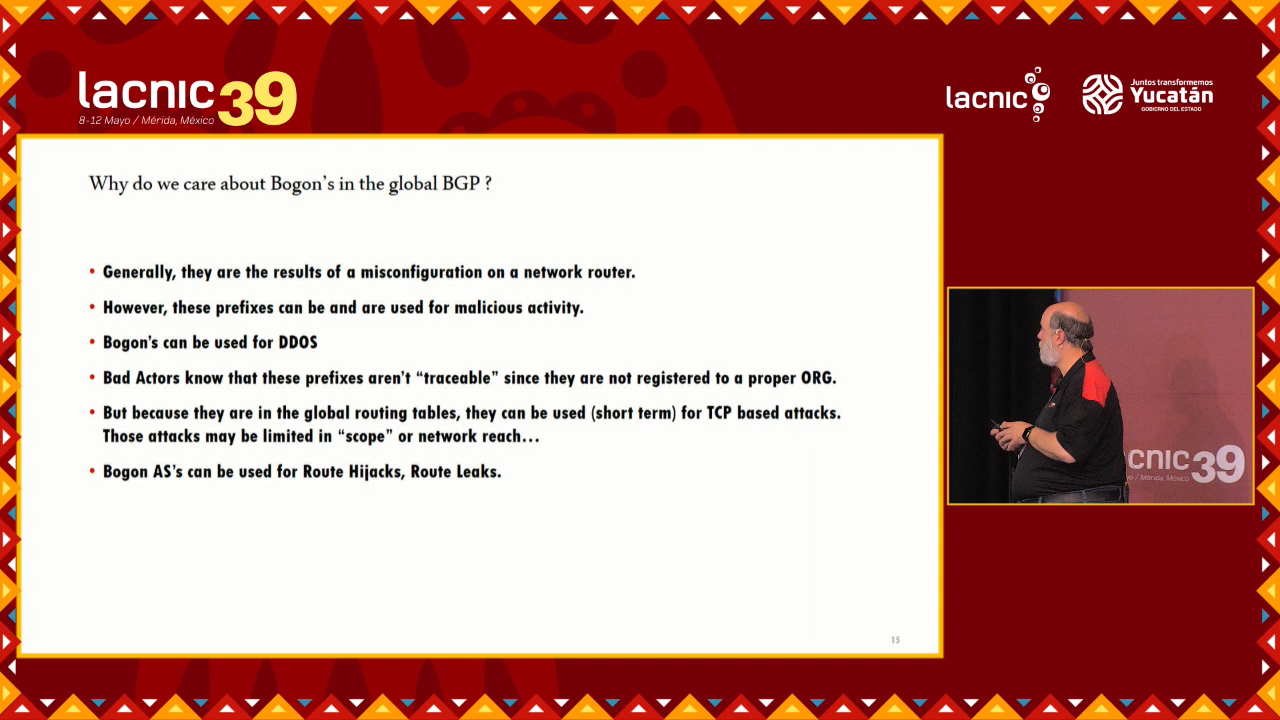 lacnic 39
8-12 Mayo / Mérida, México
lacnic
Juntos transformemos
Yucatán
GOBIERNO DEL ESTADO
Why do we care about Bogon's in the global BGP ?
• Generally, they are the results of a misconfiguration on a network router.
• However, these prefixes can be and are used for malicious activity.
• Bogon's can be used for DDOS
• Bad Actors know that these prefixes aren't “traceable” since they are not registered to a proper ORG.
• But because they are in the global routing tables, they can be used (short term) for TCP based attacks.
Those attacks may be limited in “scope” or network reach…
• Bogon AS's can be used for Route Hijacks, Route Leaks.
15
cnic 39
/ Mérida, México